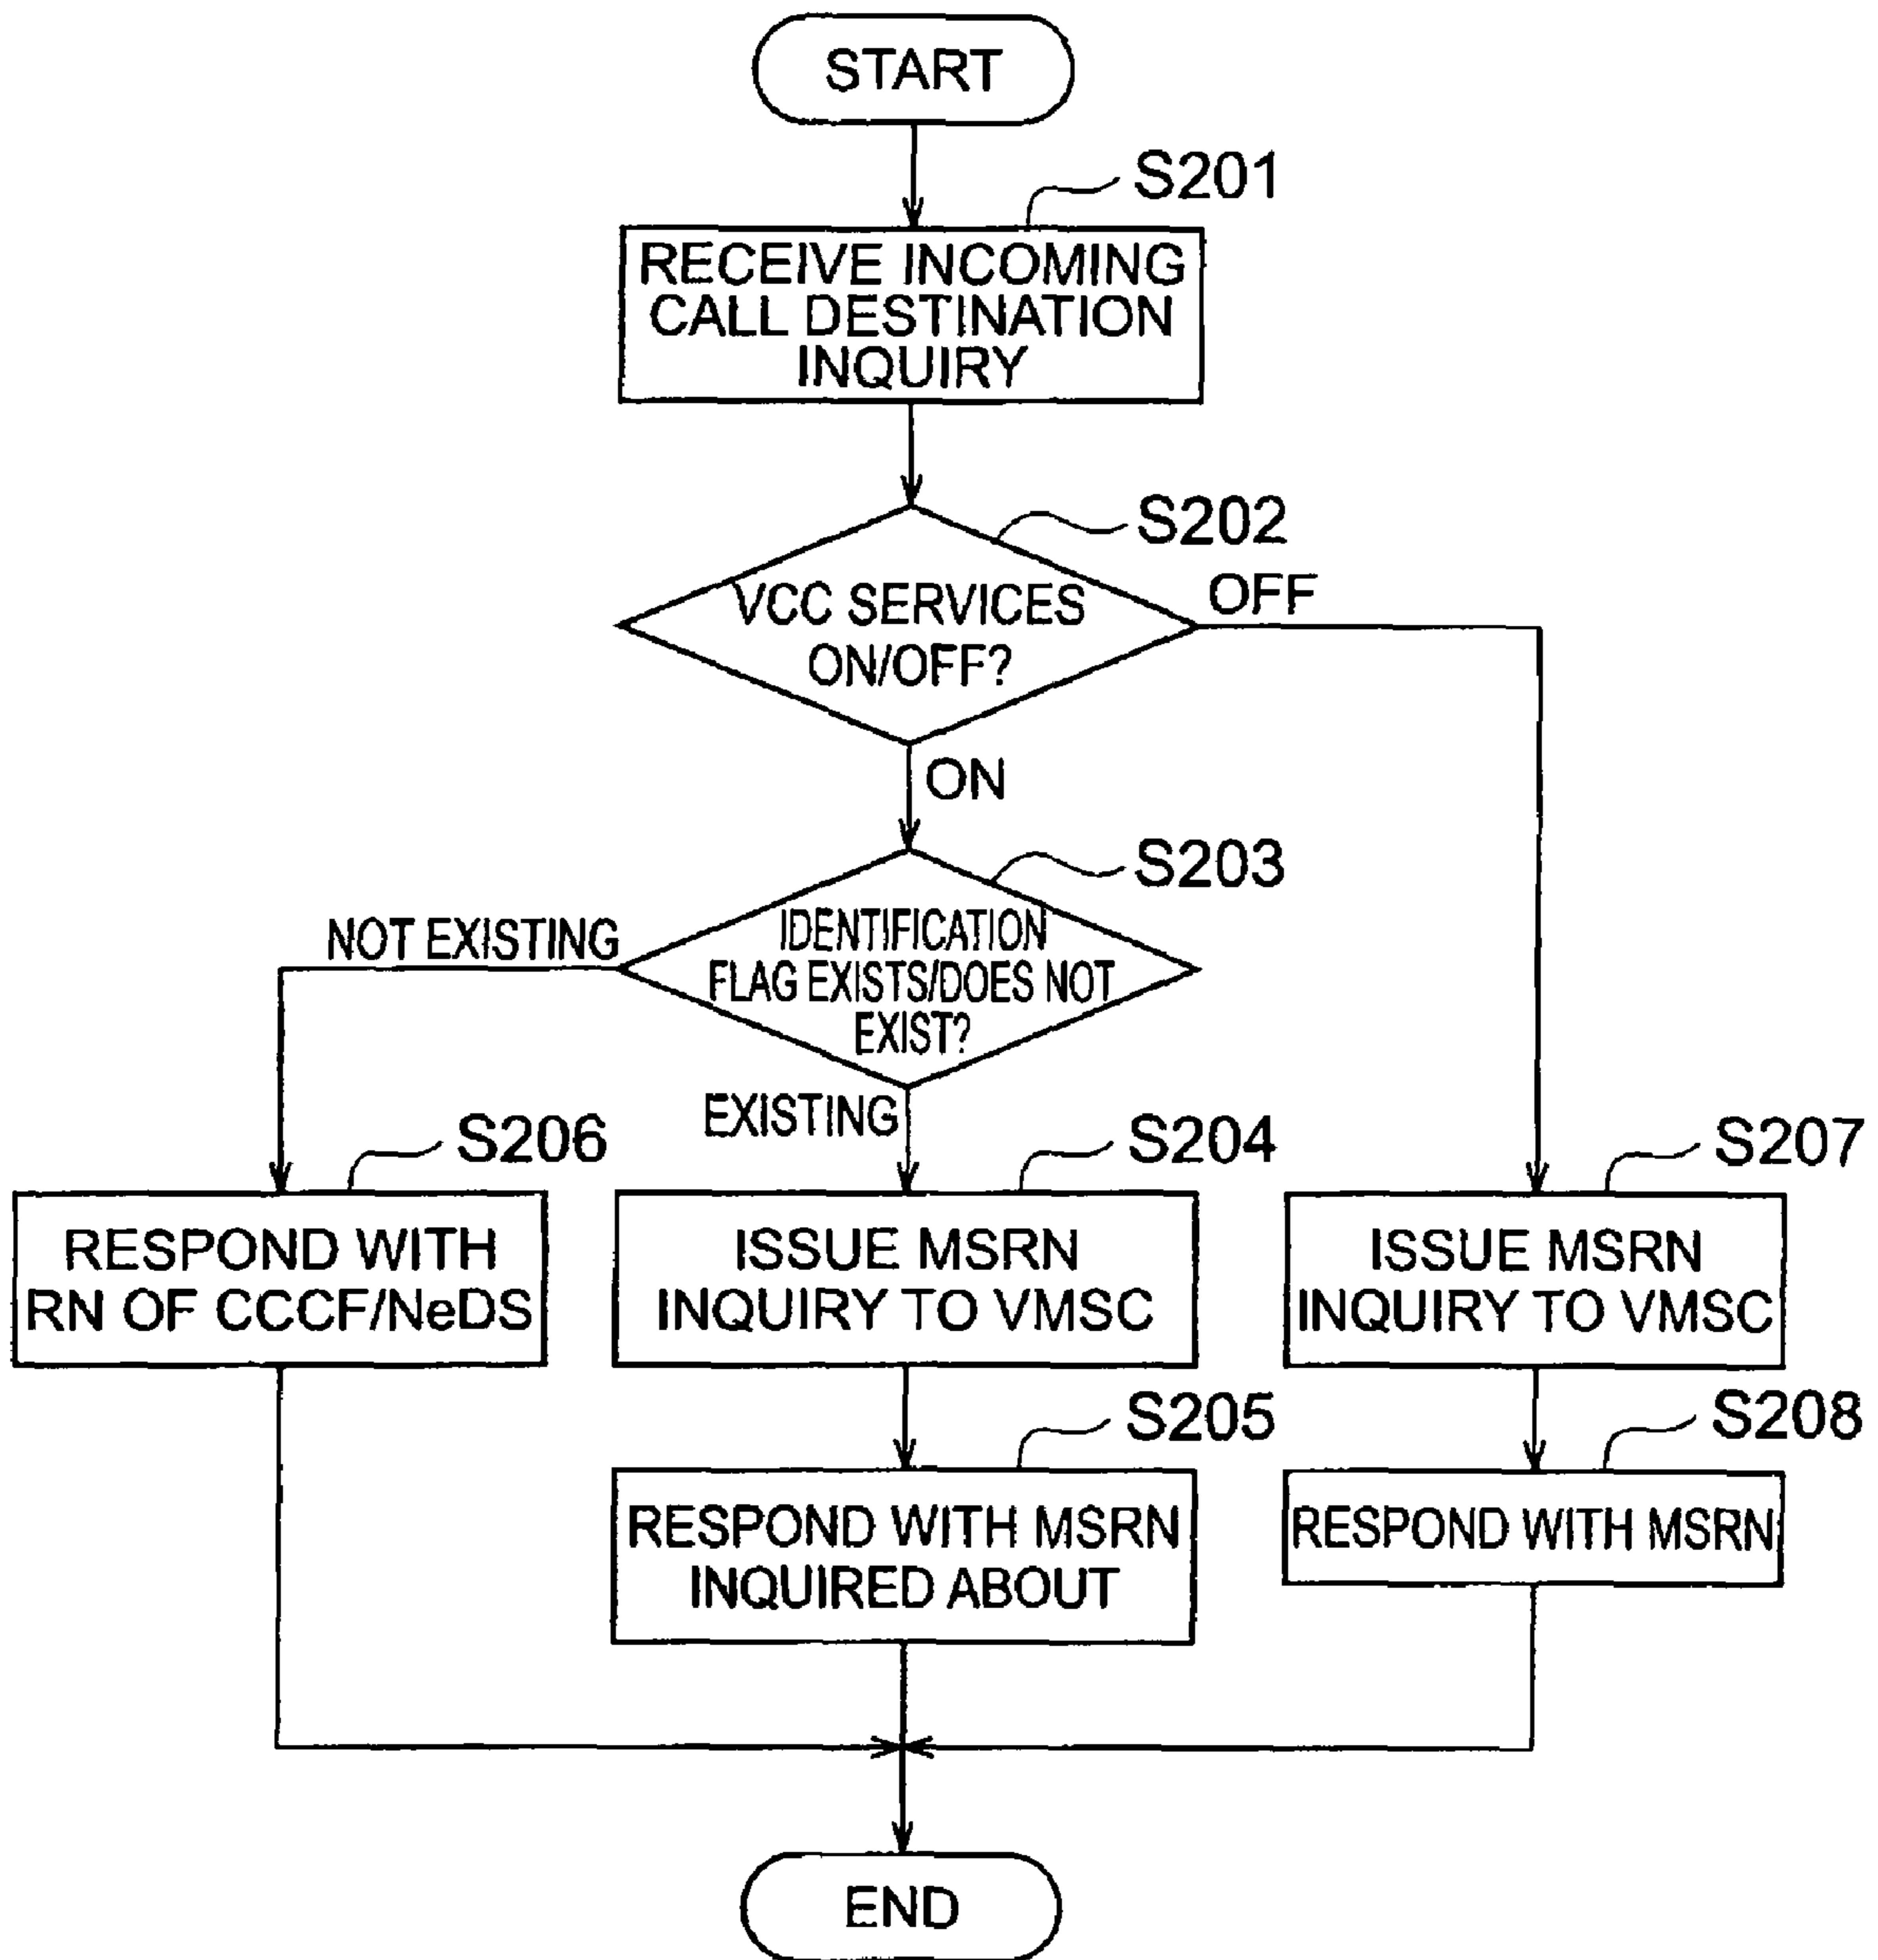 START
S201
RECEIVE INCOMING
CALL DESTINATION
INQUIRY
S202
VCC SERVICES
ON/OFF?
OFF
ON
S203
IDENTIFICATION
FLAG EXISTS/DOES NOT
EXIST?
NOT EXISTING
EXISTING
S206
RESPOND WITH
RN OF CCCF/NeDS
S204
ISSUE MSRN
INQUIRY TO VMSC
S207
ISSUE MSRN
INQUIRY TO VMSC
S205
RESPOND WITH MSRN
INQUIRED ABOUT
S208
RESPOND WITH MSRN
END